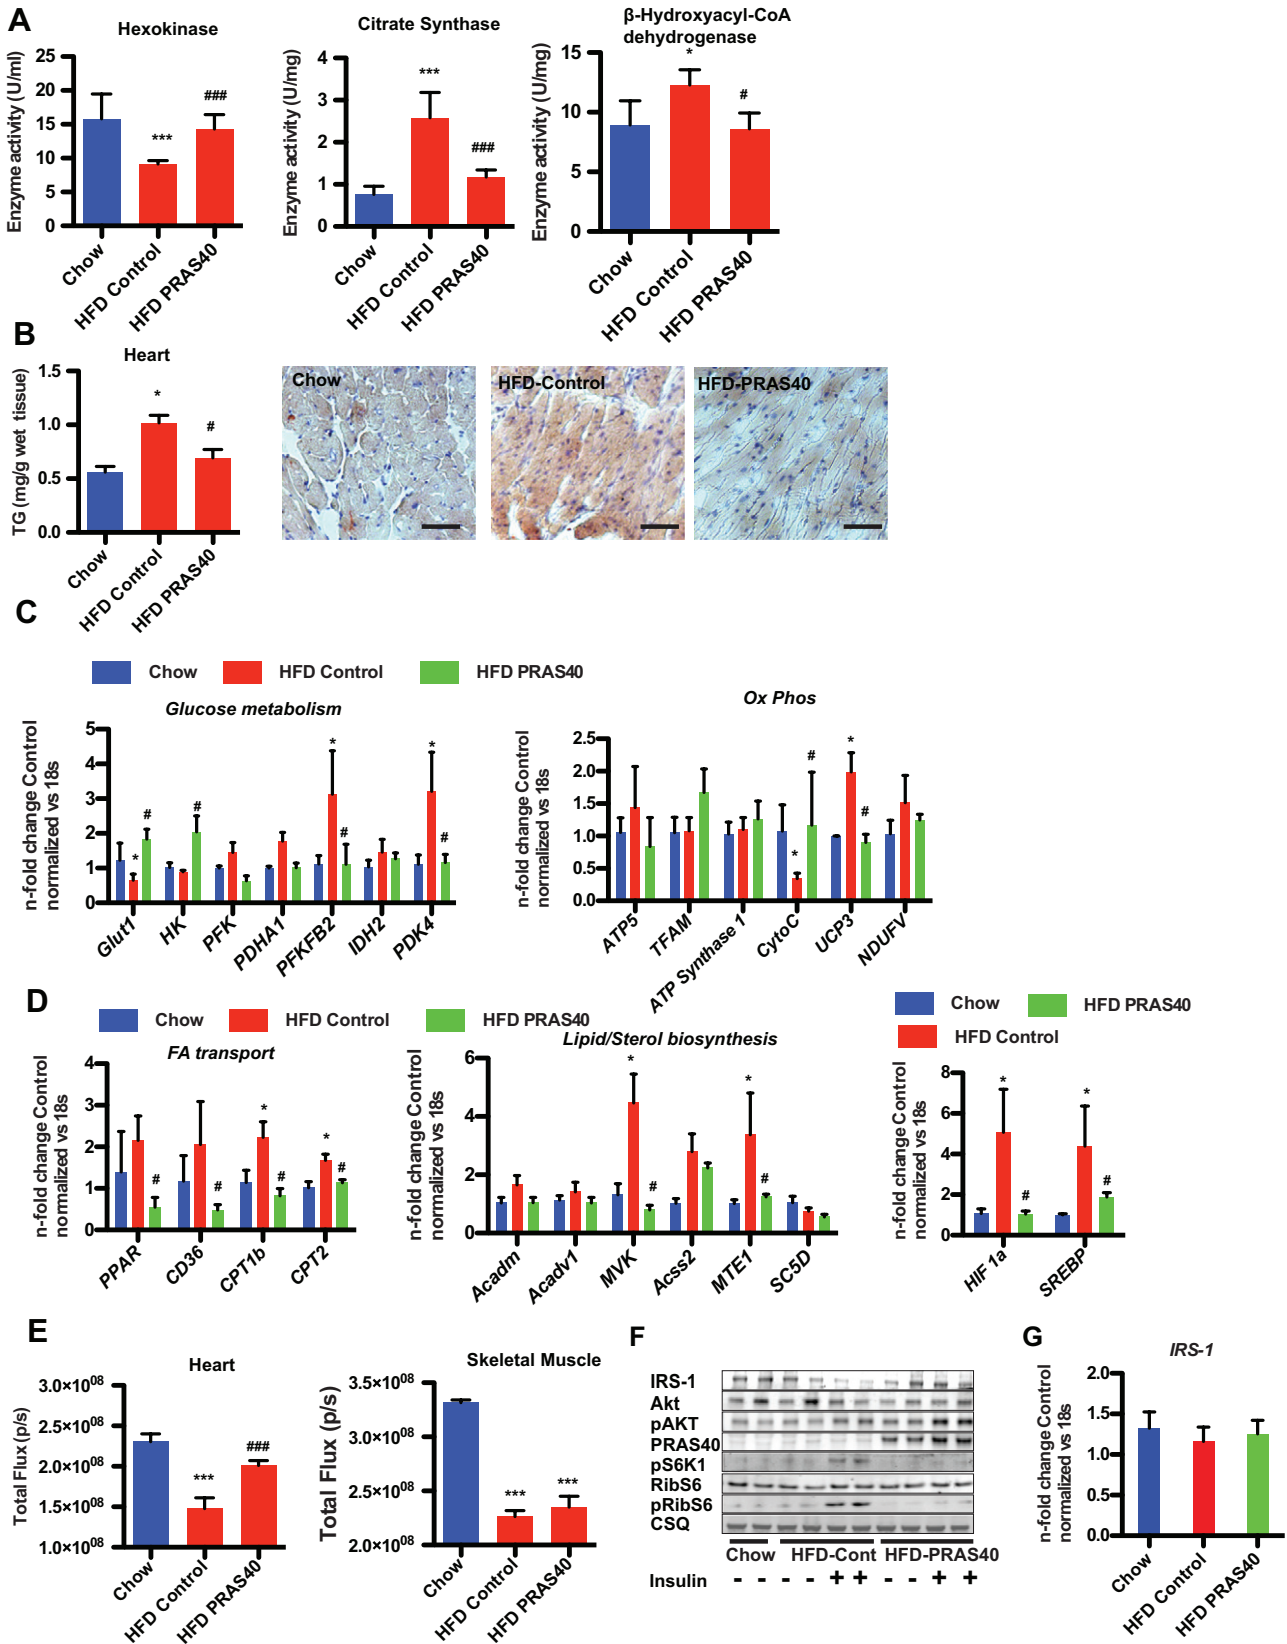 A
Hexokinase
Enzyme activity (U/ml)
25
20
15
10
5
0
***
###
Chow
HFD Control
HFD PRAS40
Citrate Synthase
Enzyme activity (U/mg)
4
3
2
1
0
***
###
Chow
HFD Control
HFD PRAS40
β-Hydroxyacyl-CoA
dehydrogenase
Enzyme activity (U/mg)
15
10
5
0
*
#
Chow
HFD Control
HFD PRAS40
B
Heart
TG (mg/g wet tissue)
1.5
1.0
0.5
0.0
*
#
Chow
HFD Control
HFD PRAS40
Chow
HFD-Control
HFD-PRAS40
C
Chow
HFD Control
HFD PRAS40
Glucose metabolism
n-fold change Control
normalized vs 18s
5
4
3
2
1
0
*
#
#
*
#
*
#
Glut1
HK
PFK
PDHA1
PFKFB2
IDH2
PDK4
Ox Phos
n-fold change Control
normalized vs 18s
2.5
2.0
1.5
1.0
0.5
0.0
*
#
*
#
ATP5
TFAM
ATP Synthase 1
CytoC
UCP3
NDUFV
D
Chow
HFD Control
HFD PRAS40
FA transport
n-fold change Control
normalized vs 18s
4
3
2
1
0
#
#
*
#
*
#
PPAR
CD36
CPT1b
CPT2
Lipid/Sterol biosynthesis
n-fold change Control
normalized vs 18s
6
4
2
0
*
#
*
#
Acadm
Acadv1
MVK
Acss2
MTE1
SC5D
Chow
HFD PRAS40
HFD Control
n-fold change Control
normalized vs 18s
8
6
4
2
0
*
#
*
#
HIF1a
SREBP
E
Heart
Total Flux (p/s)
3.0×10⁰⁸
2.5×10⁰⁸
2.0×10⁰⁸
1.5×10⁰⁸
1.0×10⁰⁸
***
###
Chow
HFD Control
HFD PRAS40
Skeletal Muscle
Total Flux (p/s)
3.5×10⁰⁸
3.0×10⁰⁸
2.5×10⁰⁸
2.0×10⁰⁸
***
***
Chow
HFD Control
HFD PRAS40
F
IRS-1
Akt
pAKT
PRAS40
pS6K1
RibS6
pRibS6
CSQ
Chow HFD-Cont HFD-PRAS40
Insulin - - - - + + - - + +
G
IRS-1
n-fold change Control
normalized vs 18s
2.0
1.5
1.0
0.5
0.0
Chow
HFD Control
HFD PRAS40